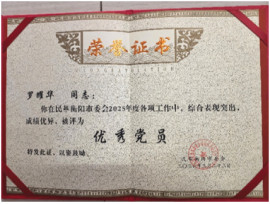 荣誉证书
罗耀华 同志:
你在民革衡阳市委会2025年度各项工作中,综合表现突出,
成绩优异,被评为
优秀党员
特发此证,以资鼓励。